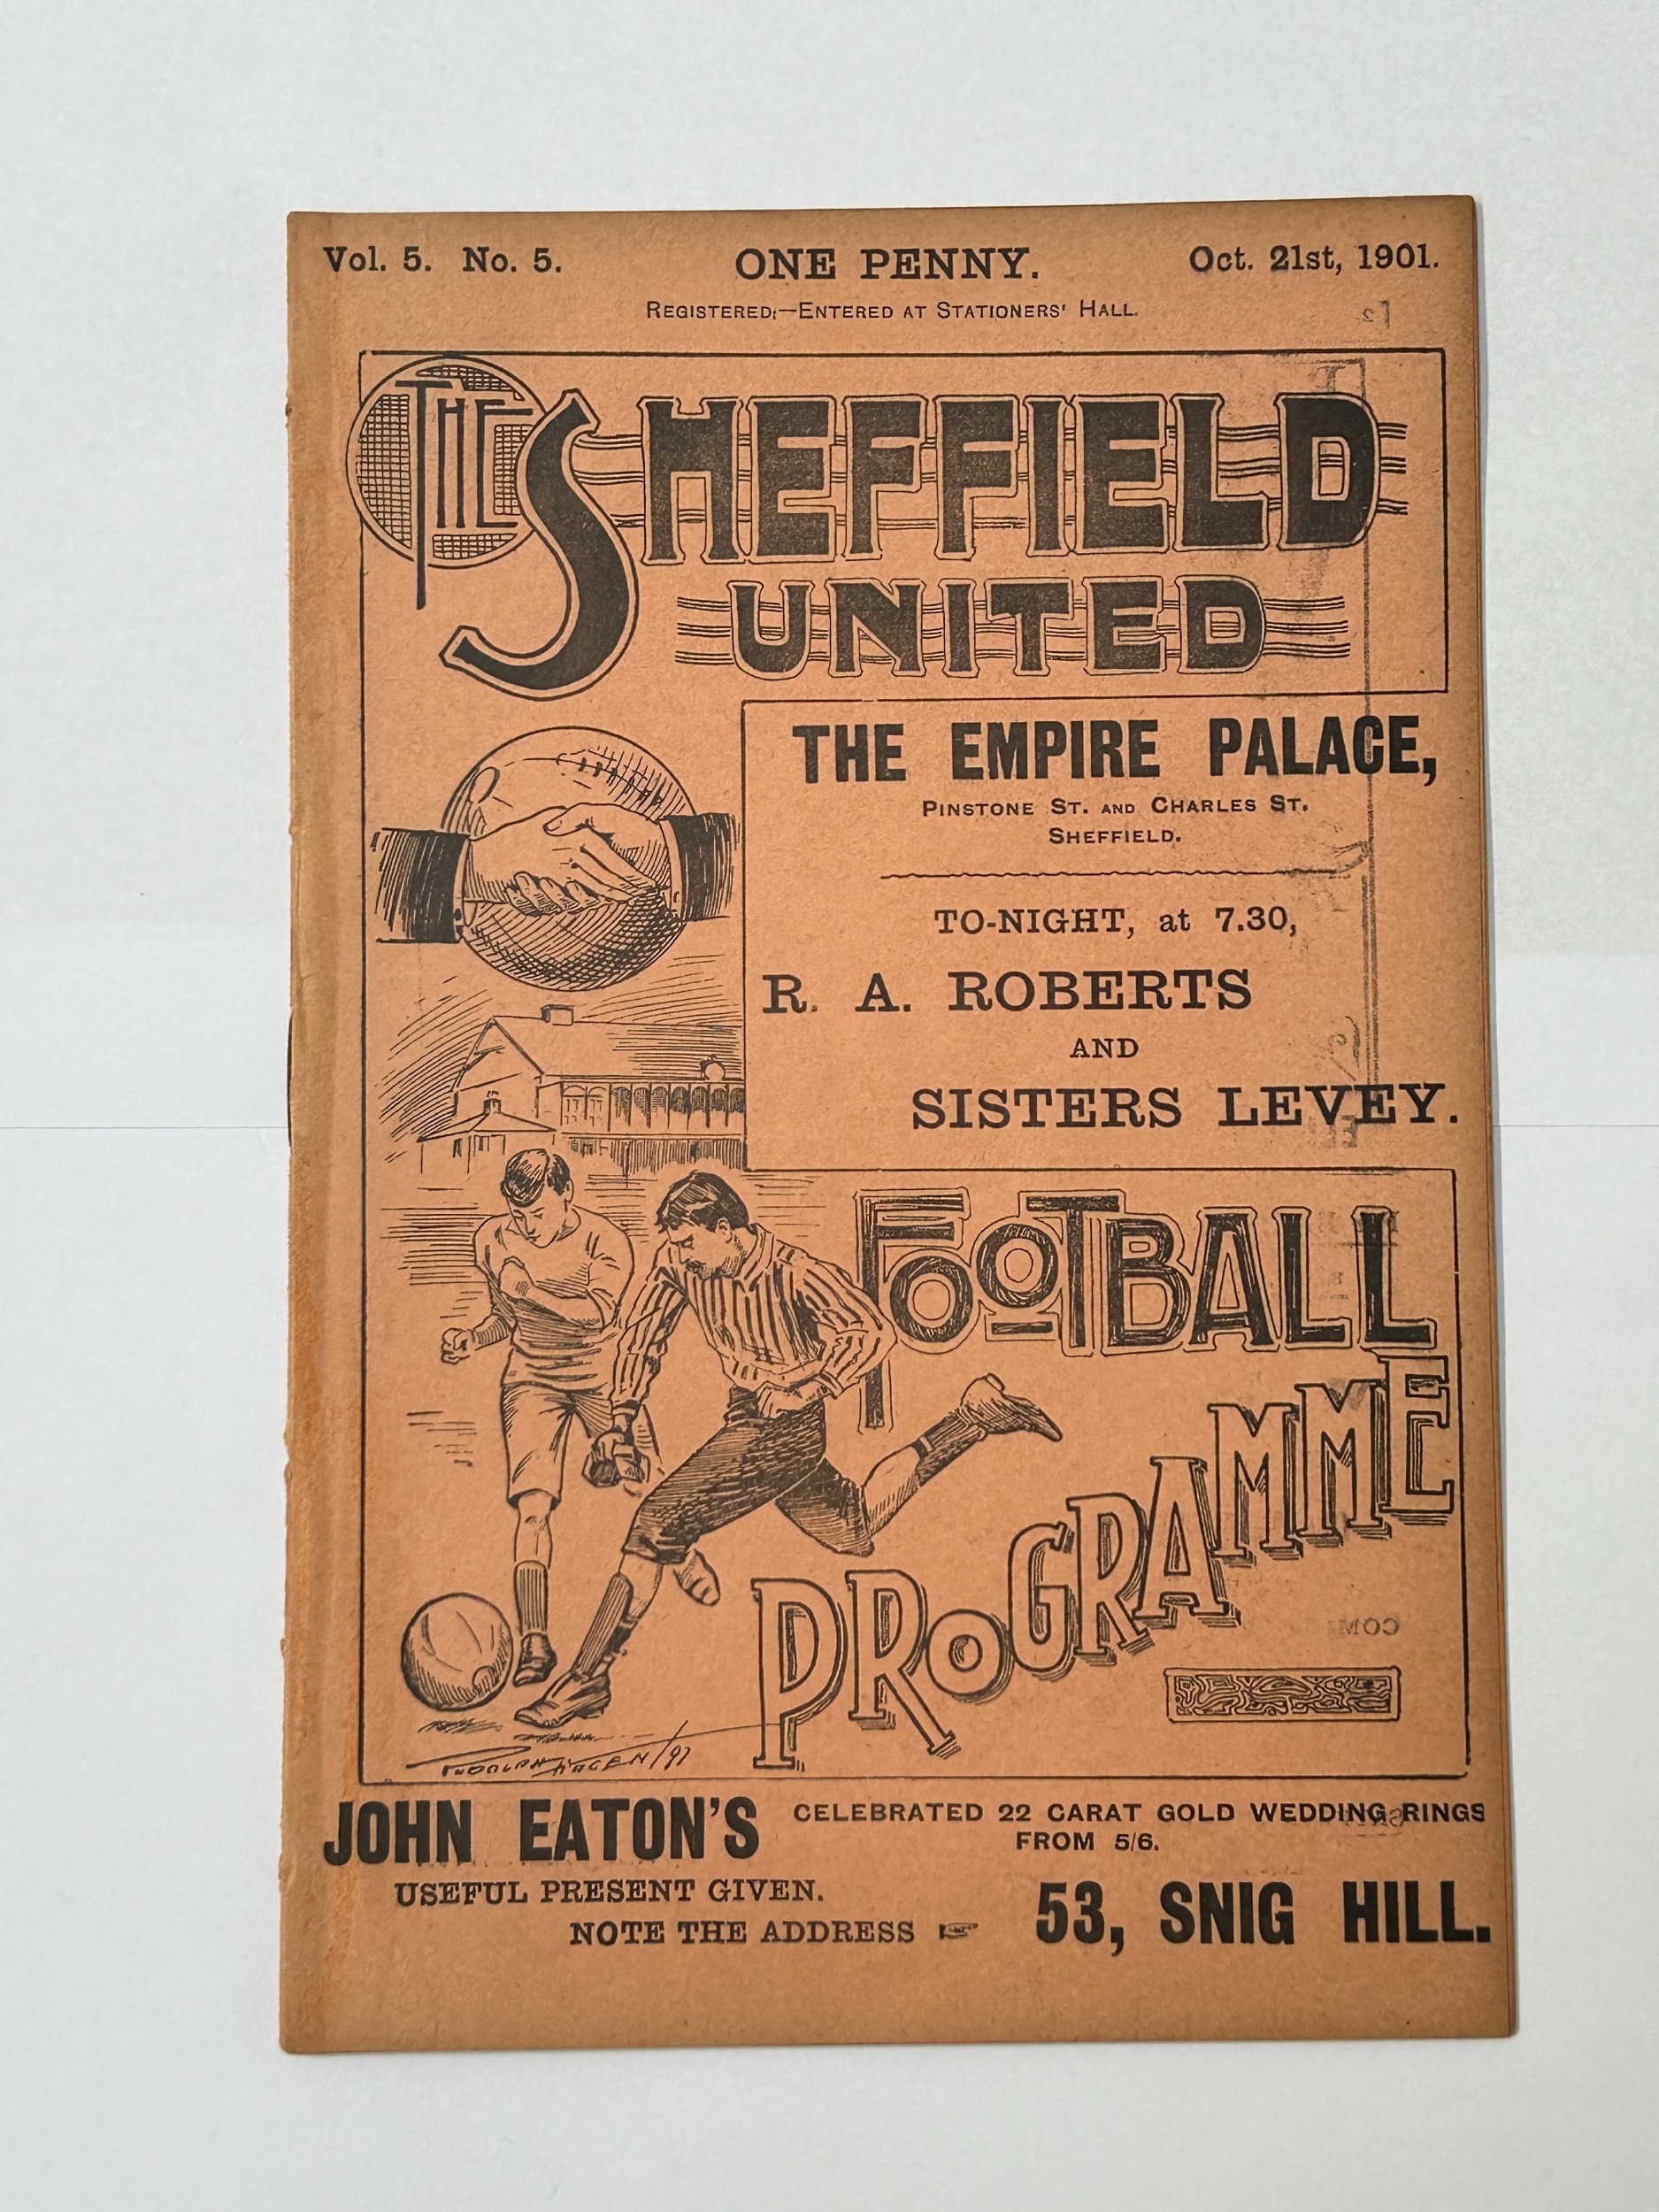 Vol. 5. No. 5. ONE PENNY. Oct. 21st, 1901.
REGISTERED:—ENTERED AT STATIONERS' HALL.
THE SHEFFIELD
UNITED
THE EMPIRE PALACE,
PINSTONE ST. AND CHARLES ST.
SHEFFIELD.
TO-NIGHT, at 7.30,
R. A. ROBERTS
AND
SISTERS LEVEY.
FOOTBALL
PROGRAMME
JOHN EATON'S CELEBRATED 22 CARAT GOLD WEDDING RINGS
FROM 5/6.
USEFUL PRESENT GIVEN.
NOTE THE ADDRESS ☞ 53, SNIG HILL.